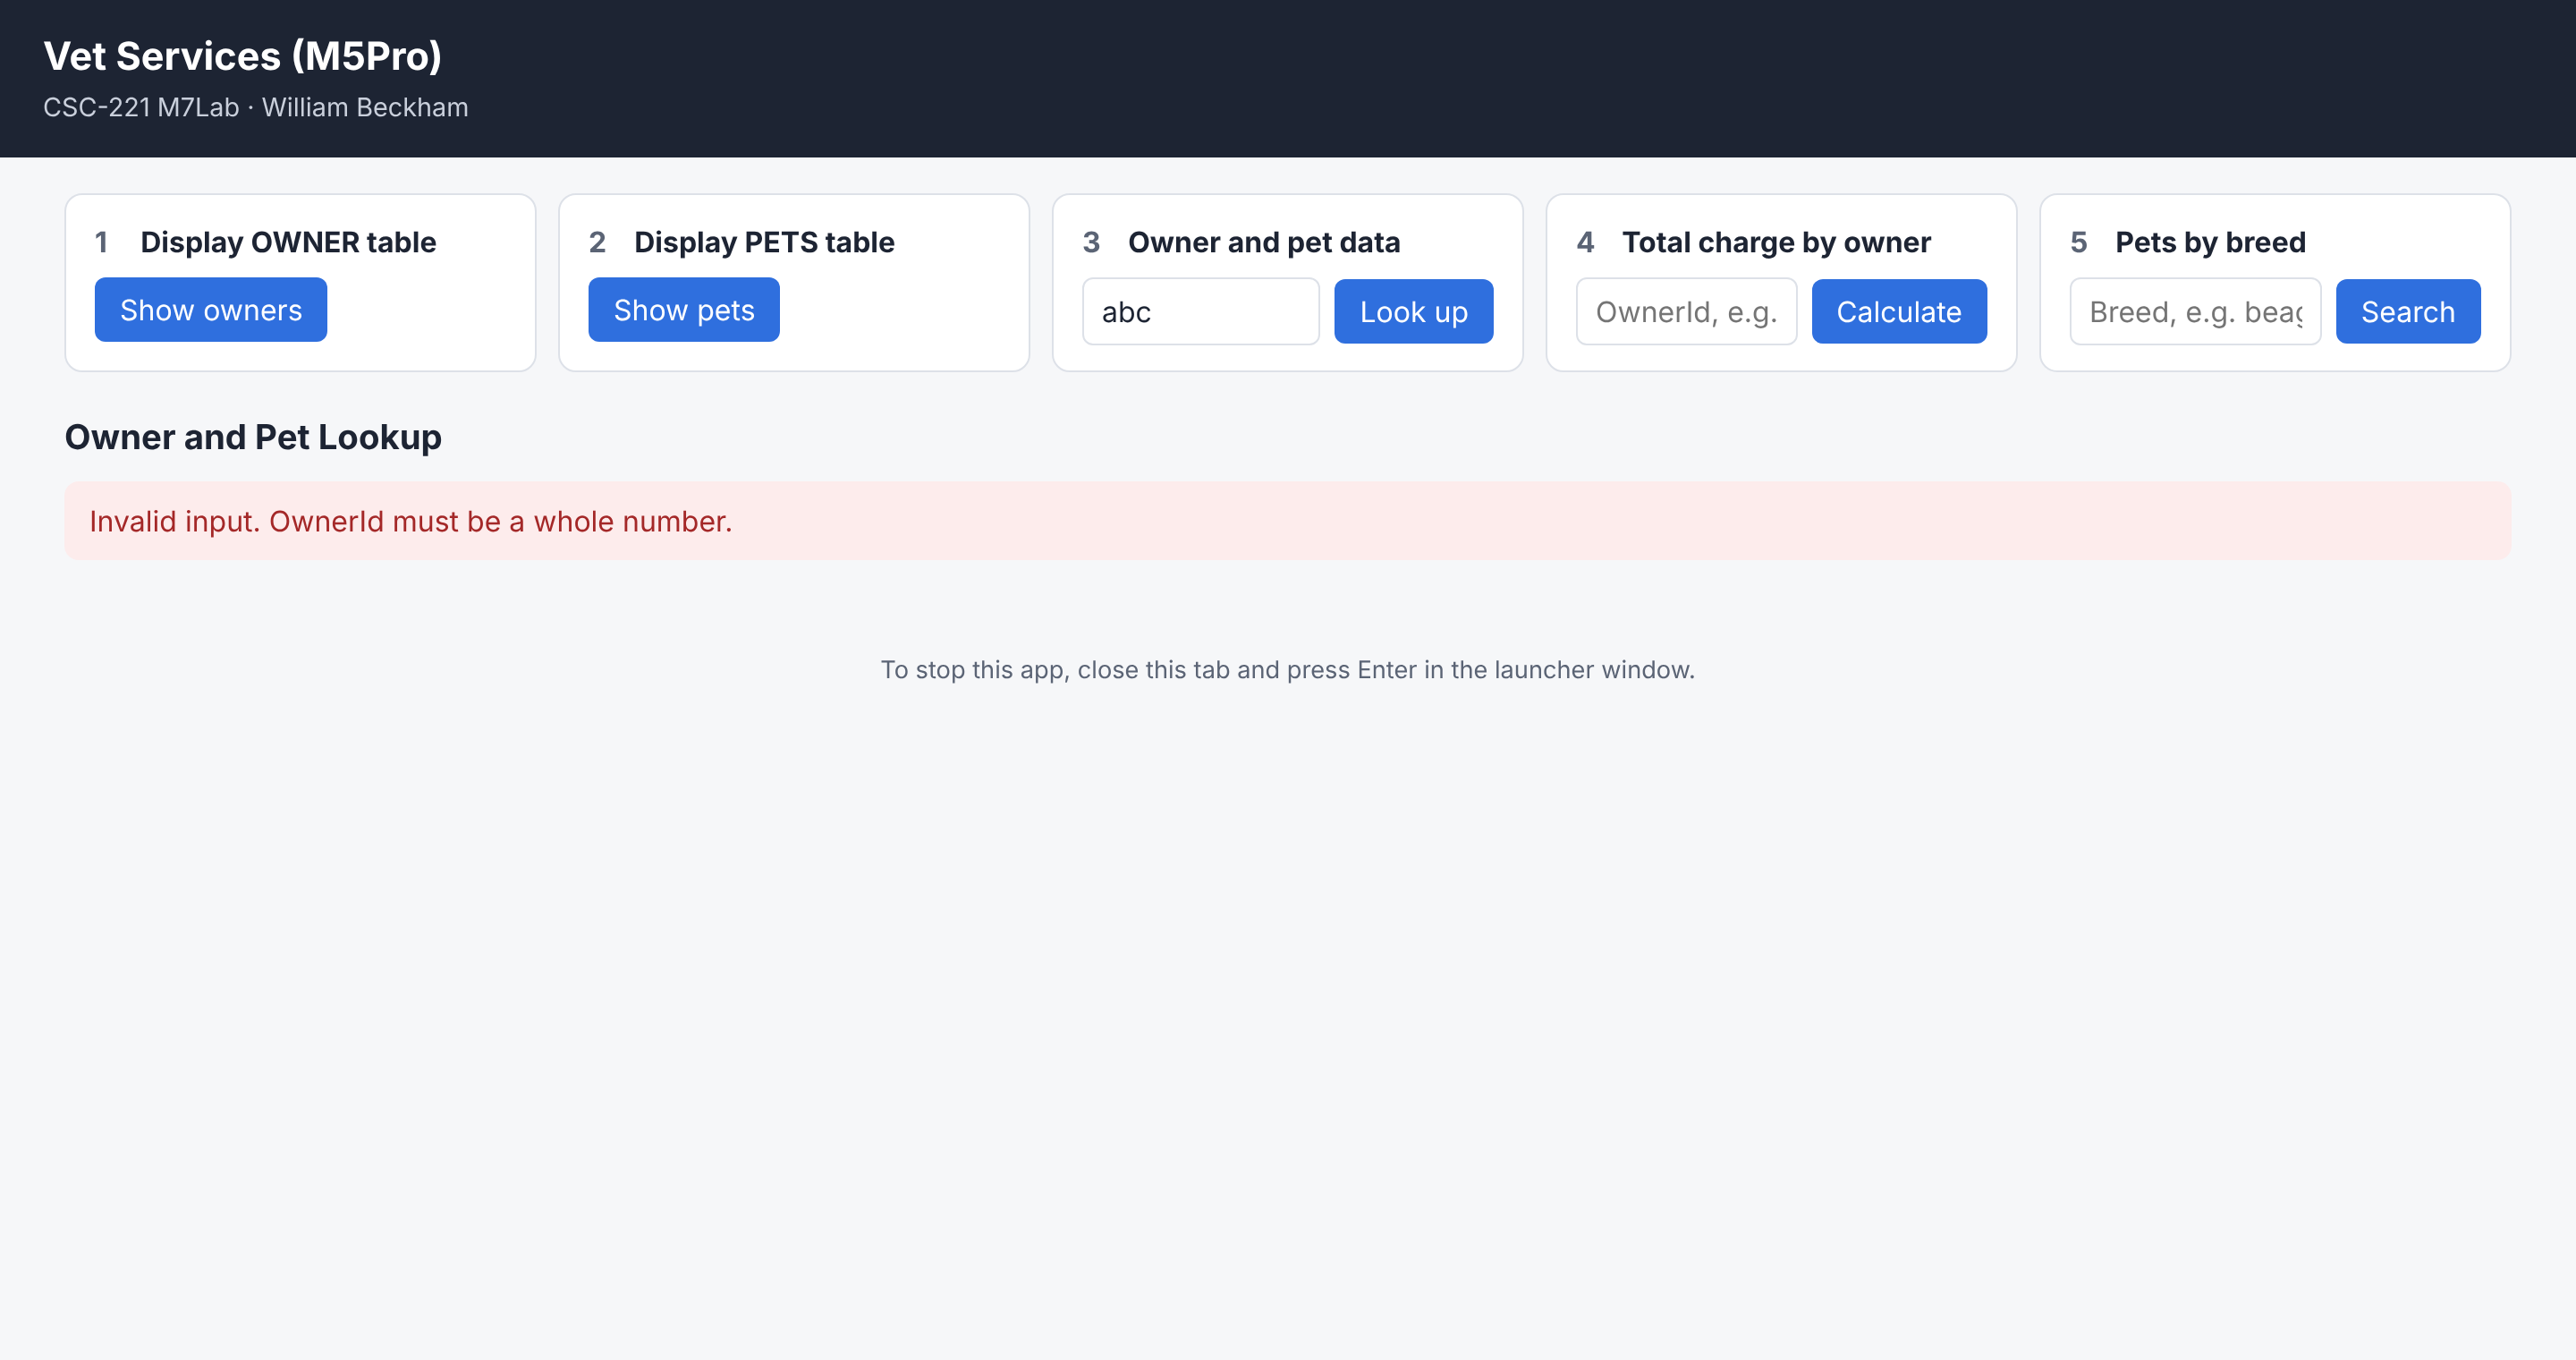 Vet Services (M5Pro)
CSC-221 M7Lab · William Beckham
1 Display OWNER table
Show owners
2 Display PETS table
Show pets
3 Owner and pet data
abc
Look up
4 Total charge by owner
OwnerId, e.g.
Calculate
5 Pets by breed
Breed, e.g. beag
Search
Owner and Pet Lookup
Invalid input. OwnerId must be a whole number.
To stop this app, close this tab and press Enter in the launcher window.